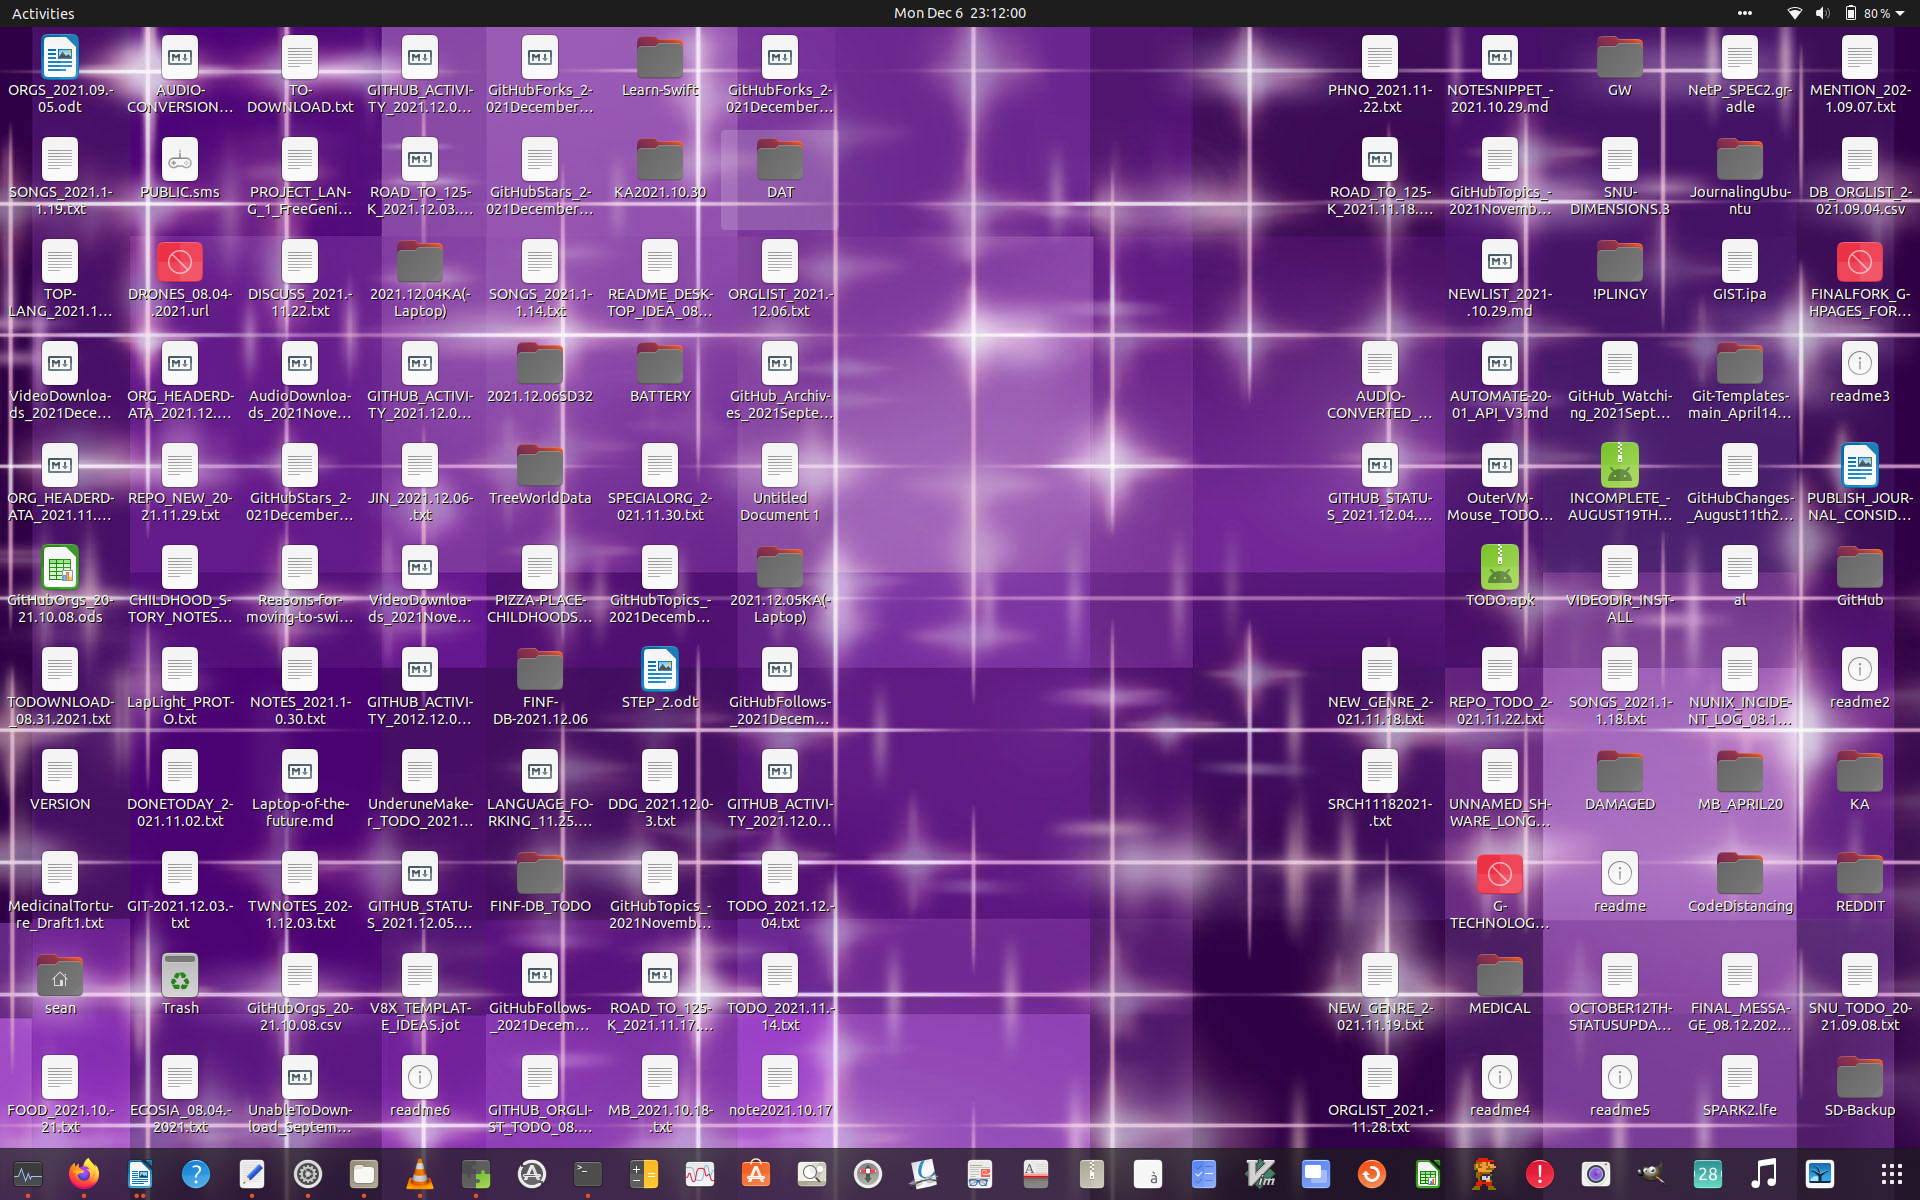 Activities
Mon Dec 6 23:12:00
80 %
ORGS_2021.09.-
05.odt
AUDIO-
CONVERSION…
TO-
DOWNLOAD.txt
GITHUB_ACTIVI-
TY_2021.12.0…
GitHubForks_2-
021December…
Learn-Swift
GitHubForks_2-
021December…
PHNO_2021.11-
.22.txt
NOTESNIPPET_-
2021.10.29.md
GW
NetP_SPEC2.gr-
adle
MENTION_202-
1.09.07.txt
SONGS_2021.1-
1.19.txt
PUBLIC.sms
PROJECT_LAN-
G_1_FreeGeni…
ROAD_TO_125-
K_2021.12.03.…
GitHubStars_2-
021December…
KA2021.10.30
DAT
ROAD_TO_125-
K_2021.11.18.…
GitHubTopics_-
2021Novemb…
SNU-
DIMENSIONS.3
JournalingUbu-
ntu
DB_ORGLIST_2-
021.09.04.csv
TOP-
LANG_2021.1…
DRONES_08.04-
.2021.url
DISCUSS_2021.-
11.22.txt
2021.12.04KA(-
Laptop)
SONGS_2021.1-
1.14.txt
README_DESK-
TOP_IDEA_08…
ORGLIST_2021.-
12.06.txt
NEWLIST_2021-
.10.29.md
!PLINGY
GIST.ipa
FINALFORK_G-
HPAGES_FOR…
VideoDownloa-
ds_2021Dece…
ORG_HEADERD-
ATA_2021.12.…
AudioDownloa-
ds_2021Nove…
GITHUB_ACTIVI-
TY_2021.12.0…
2021.12.06SD32
BATTERY
GitHub_Archiv-
es_2021Septe…
AUDIO-
CONVERTED_…
AUTOMATE-20-
01_API_V3.md
GitHub_Watchi-
ng_2021Sept…
Git-Templates-
main_April14…
readme3
ORG_HEADERD-
ATA_2021.11.…
REPO_NEW_20-
21.11.29.txt
GitHubStars_2-
021December…
JIN_2021.12.06-
.txt
TreeWorldData
SPECIALORG_2-
021.11.30.txt
Untitled
Document 1
GITHUB_STATU-
S_2021.12.04.…
OuterVM-
Mouse_TODO…
INCOMPLETE_-
AUGUST19TH…
GitHubChanges-
_August11th2…
PUBLISH_JOUR-
NAL_CONSID…
GitHubOrgs_20-
21.10.08.ods
CHILDHOOD_S-
TORY_NOTES…
Reasons-for-
moving-to-swi…
VideoDownloa-
ds_2021Nove…
PIZZA-PLACE-
CHILDHOODS…
GitHubTopics_-
2021Decemb…
2021.12.05KA(-
Laptop)
TODO.apk
VIDEODIR_INST-
ALL
al
GitHub
TODOWNLOAD-
_08.31.2021.txt
LapLight_PROT-
O.txt
NOTES_2021.1-
0.30.txt
GITHUB_ACTIVI-
TY_2012.12.0…
FINF-
DB-2021.12.06
STEP_2.odt
GitHubFollows-
_2021Decem…
NEW_GENRE_2-
021.11.18.txt
REPO_TODO_2-
021.11.22.txt
SONGS_2021.1-
1.18.txt
NUNIX_INCIDE-
NT_LOG_08.1…
readme2
VERSION
DONETODAY_2-
021.11.02.txt
Laptop-of-the-
future.md
UnderuneMake-
r_TODO_2021…
LANGUAGE_FO-
RKING_11.25.…
DDG_2021.12.0-
3.txt
GITHUB_ACTIVI-
TY_2021.12.0…
SRCH11182021-
.txt
UNNAMED_SH-
WARE_LONG…
DAMAGED
MB_APRIL20
KA
MedicinalTortu-
re_Draft1.txt
GIT-2021.12.03.-
txt
TWNOTES_202-
1.12.03.txt
GITHUB_STATU-
S_2021.12.05.…
FINF-DB_TODO
GitHubTopics_-
2021Novemb…
TODO_2021.12.-
04.txt
G-
TECHNOLOG…
readme
CodeDistancing
REDDIT
sean
Trash
GitHubOrgs_20-
21.10.08.csv
V8X_TEMPLAT-
E_IDEAS.jot
GitHubFollows-
_2021Decem…
ROAD_TO_125-
K_2021.11.17.…
TODO_2021.11.-
14.txt
NEW_GENRE_2-
021.11.19.txt
MEDICAL
OCTOBER12TH-
STATUSUPDA…
FINAL_MESSA-
GE_08.12.202…
SNU_TODO_20-
21.09.08.txt
FOOD_2021.10.-
21.txt
ECOSIA_08.04.-
2021.txt
UnableToDown-
load_Septem…
readme6
GITHUB_ORGLI-
ST_TODO_08.…
MB_2021.10.18-
.txt
note2021.10.17
ORGLIST_2021.-
11.28.txt
readme4
readme5
SPARK2.lfe
SD-Backup
28